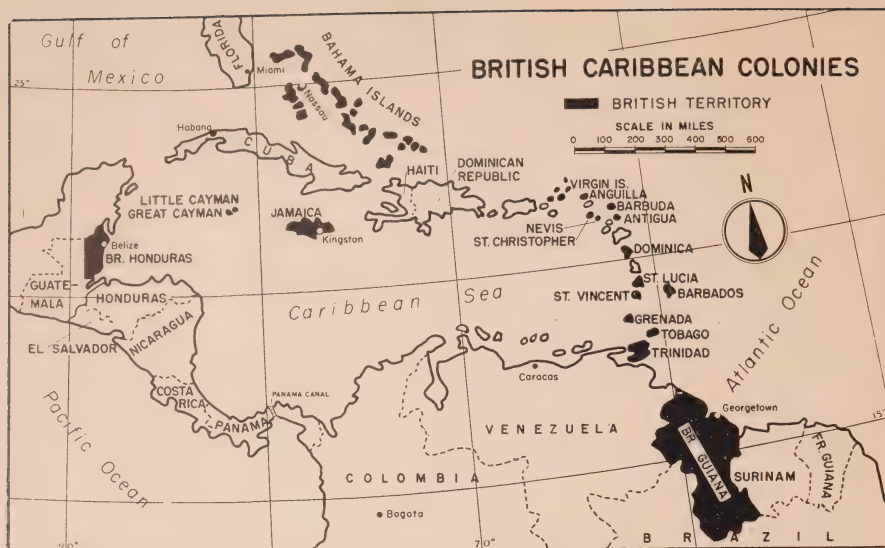 BRITISH CARIBBEAN COLONIES
BRITISH TERRITORY
SCALE IN MILES
0 100 200 300 400 500 600
N
Gulf of
Mexico
FLORIDA
Miami
BAHAMA ISLANDS
Nassau
25°
Habana
CUBA
HAITI
DOMINICAN
REPUBLIC
LITTLE CAYMAN
GREAT CAYMAN
JAMAICA
Kingston
VIRGIN IS.
ANGUILLA
BARBUDA
ANTIGUA
NEVIS
ST. CHRISTOPHER
DOMINICA
ST. LUCIA
BARBADOS
ST. VINCENT
GRENADA
TOBAGO
TRINIDAD
Belize
BR. HONDURAS
GUATE-
MALA
HONDURAS
EL SALVADOR
NICARAGUA
COSTA
RICA
PANAMA CANAL
PANAMA
Caribbean Sea
Atlantic Ocean
Pacific Ocean
Caracas
VENEZUELA
COLOMBIA
Bogota
Georgetown
BR. GUIANA
SURINAM
FR. GUIANA
BRAZIL
15°
90°
70